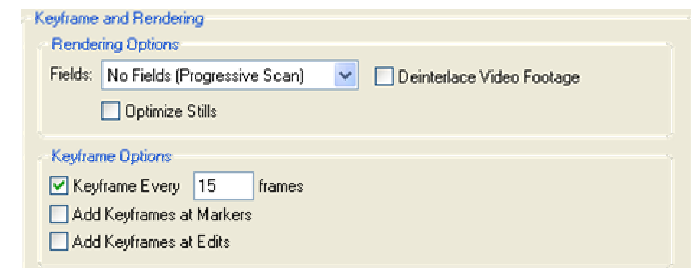 Keyframe and Rendering
Rendering Options
Fields: No Fields (Progressive Scan) Deinterlace Video Footage
Optimize Stills
Keyframe Options
Keyframe Every 15 frames
Add Keyframes at Markers
Add Keyframes at Edits